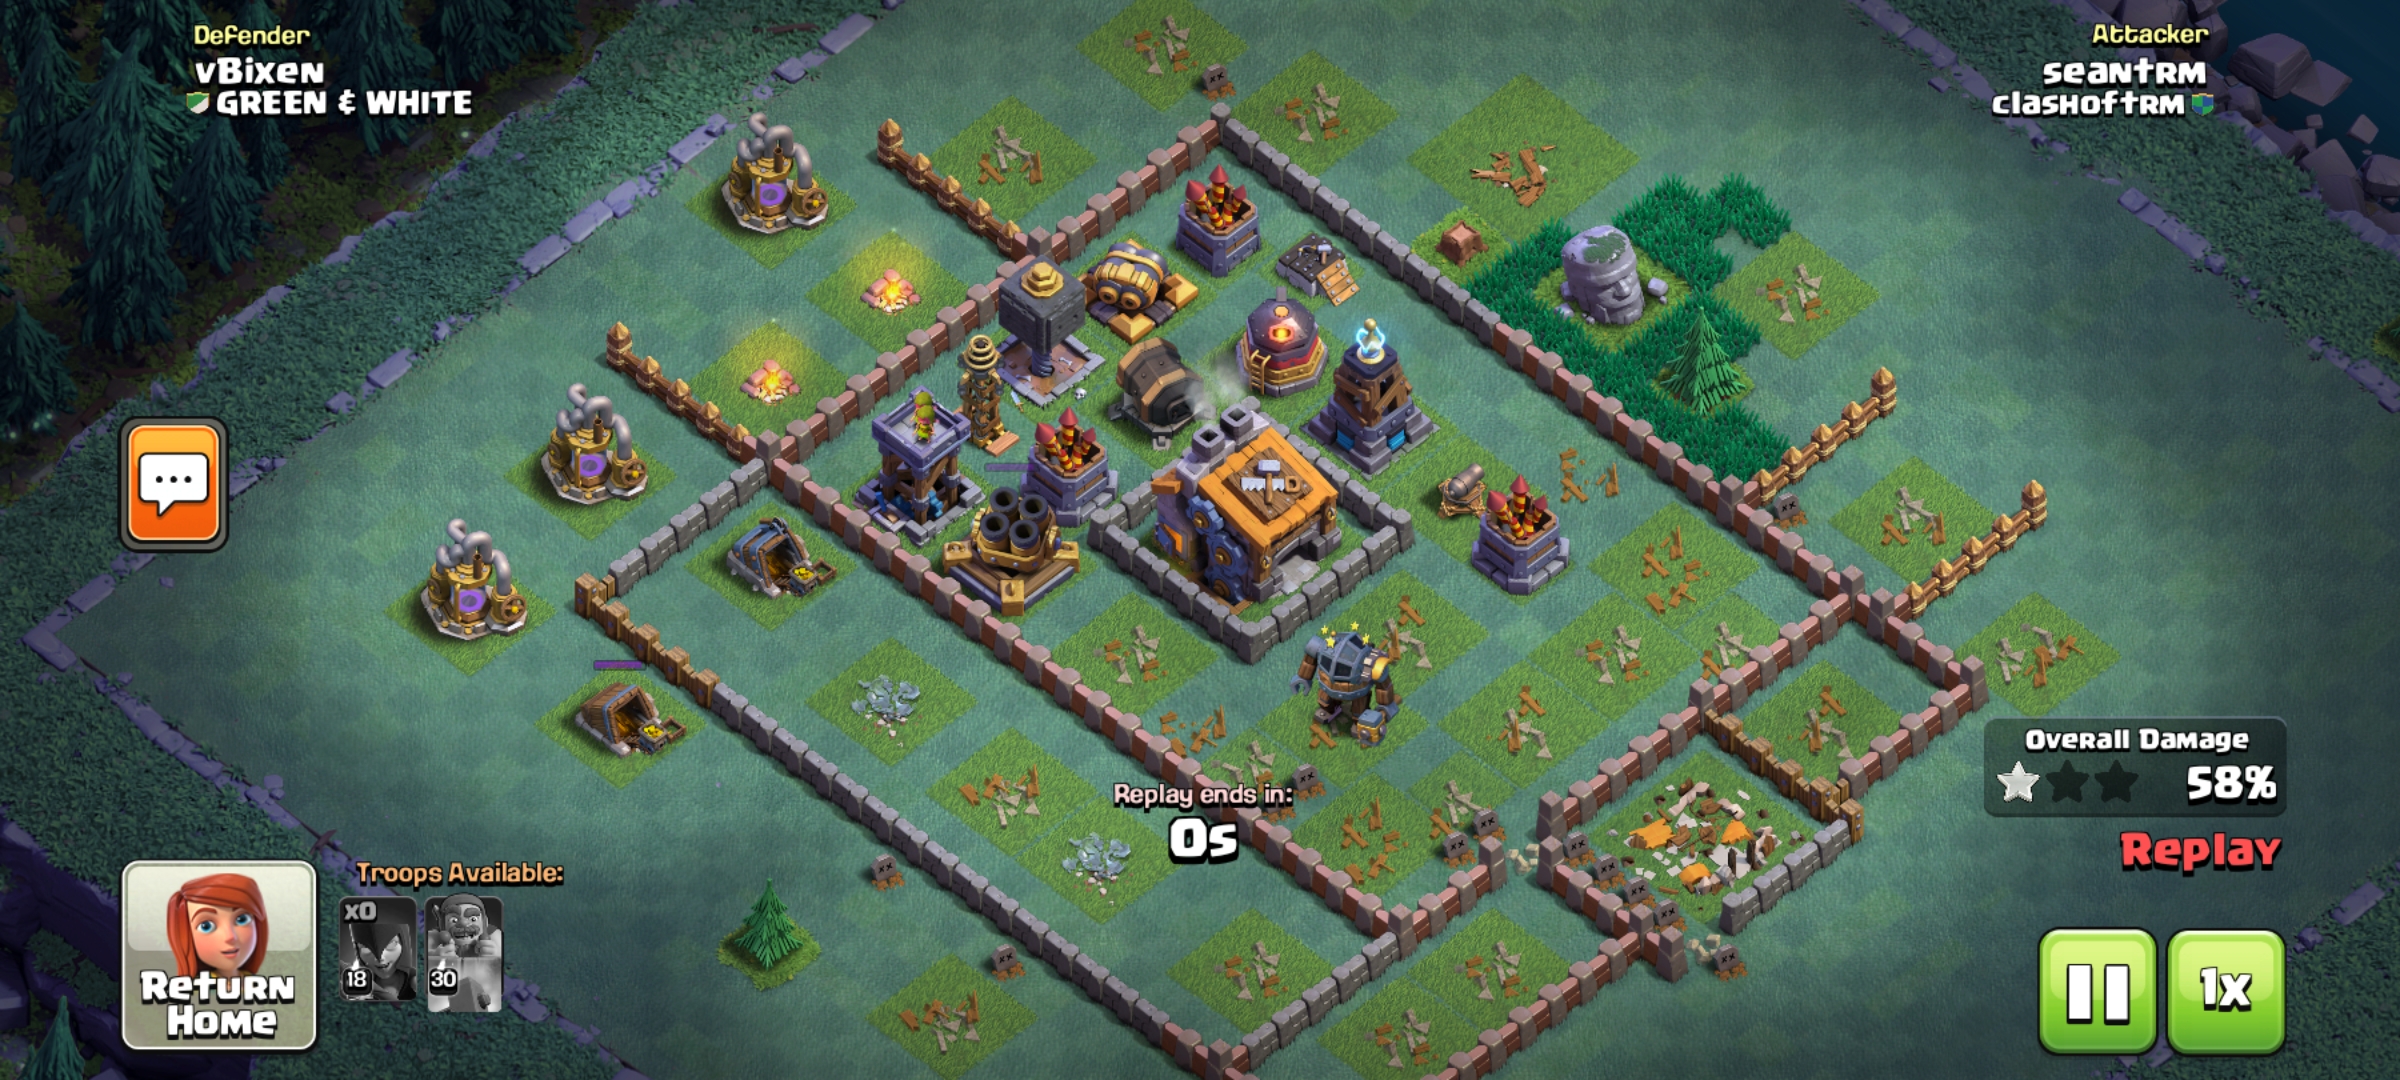 Defender
vBixen
GREEN & WHITE
Attacker
seantRM
clashoftRM
Overall Damage
58%
Replay
Replay ends in:
0s
Troops Available:
x0
18
30
Return
Home
1x